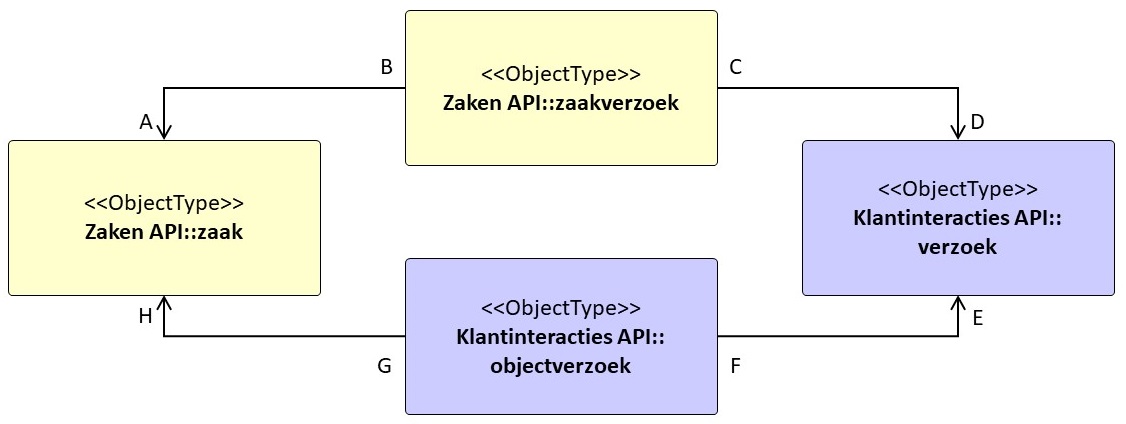 <<ObjectType>>
Zaken API::zaakverzoek
B
C
A
D
<<ObjectType>>
Zaken API::zaak
<<ObjectType>>
Klantinteracties API::
verzoek
<<ObjectType>>
Klantinteracties API::
objectverzoek
H
E
G
F